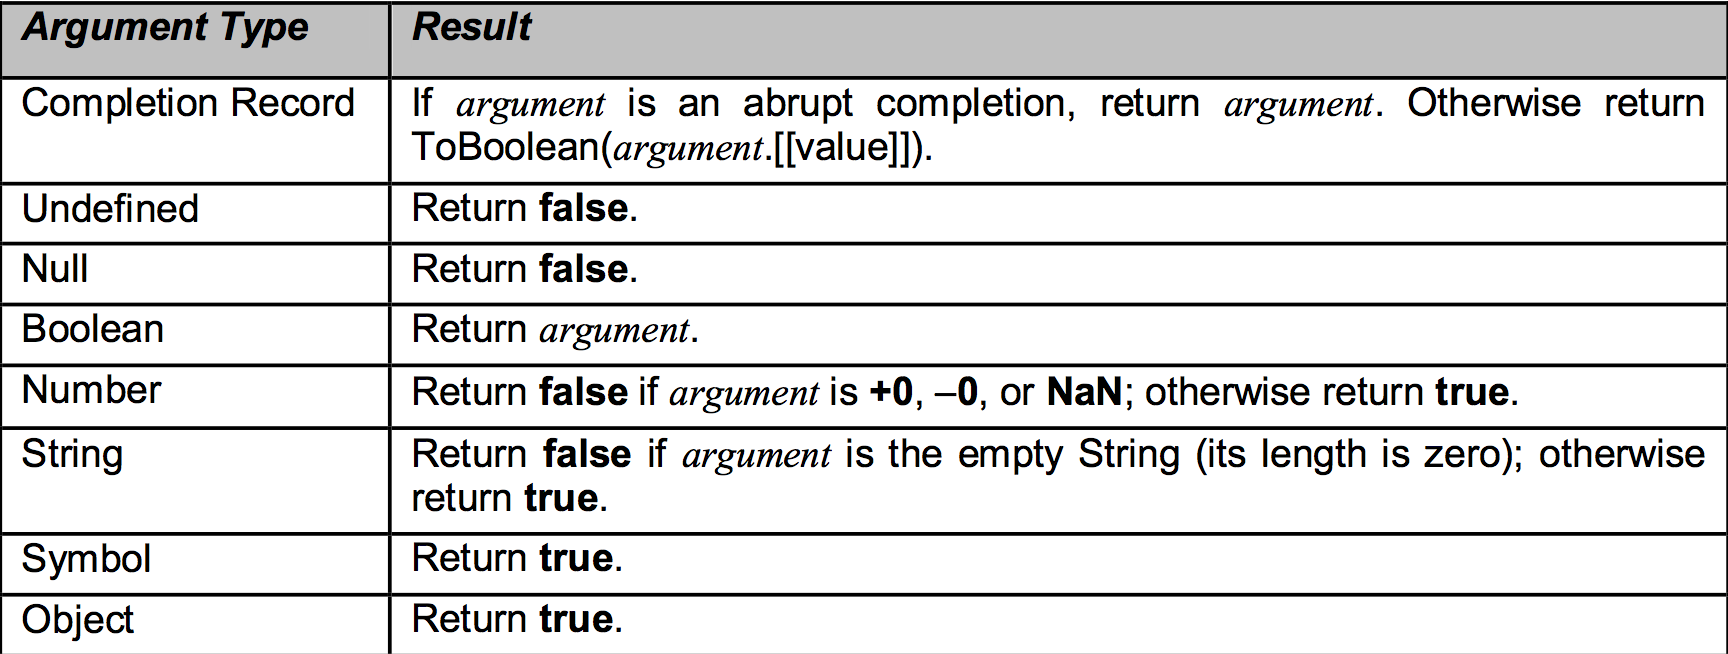 Argument Type Result
Completion Record If argument is an abrupt completion, return argument. Otherwise return
ToBoolean(argument.[[value]]).
Undefined Return false.
Null Return false.
Boolean Return argument.
Number Return false if argument is +0, –0, or NaN; otherwise return true.
String Return false if argument is the empty String (its length is zero); otherwise
return true.
Symbol Return true.
Object Return true.